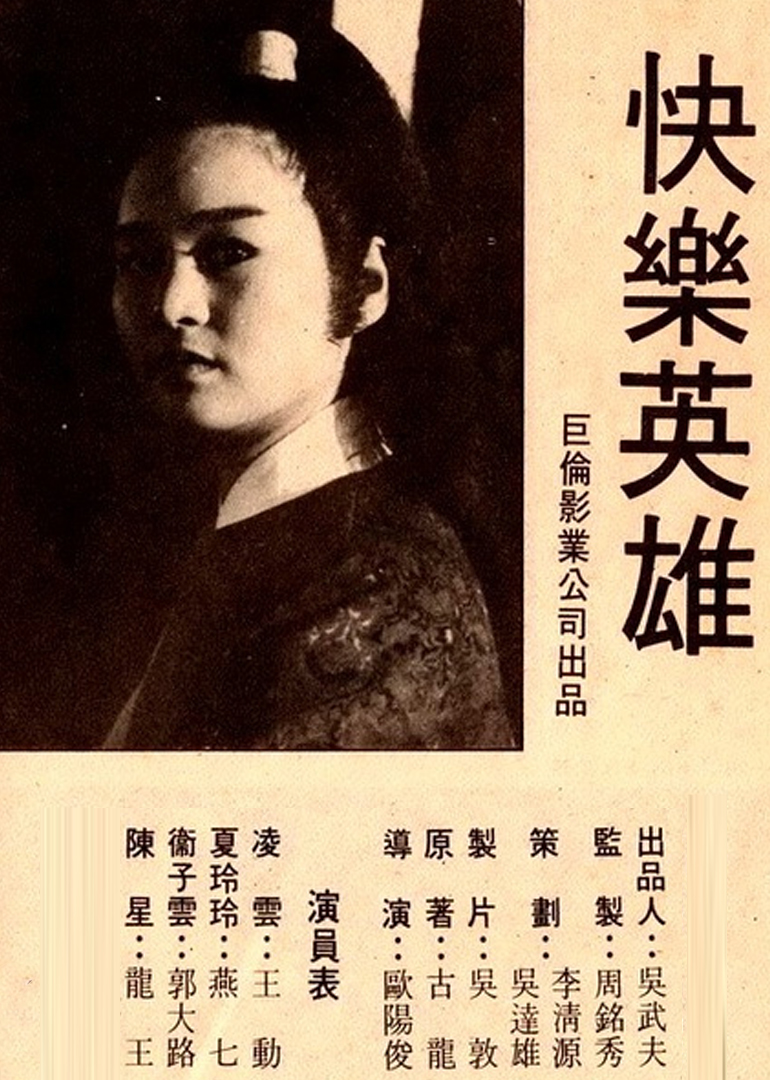 快樂英雄
巨倫影業公司出品
出品人：吳武夫
監製：周銘秀
策劃：李清源
吳達雄
製片：吳敦
原著：古龍
導演：歐陽俊
演員表
凌雲：王動
夏玲玲：燕七
衞子雲：郭大路
陳星：龍王